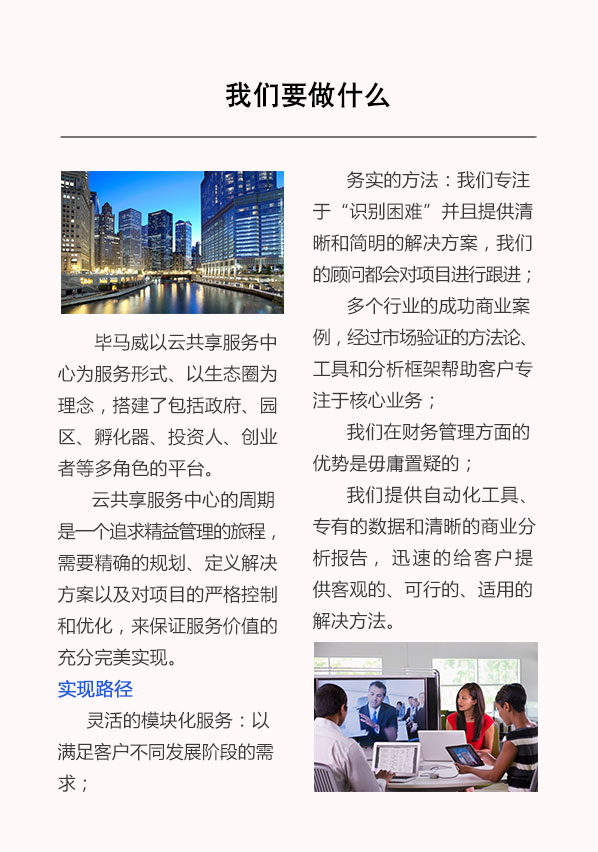 我们要做什么
毕马威以云共享服务中
心为服务形式、以生态圈为
理念，搭建了包括政府、园
区、孵化器、投资人、创业
者等多角色的平台。
云共享服务中心的周期
是一个追求精益管理的旅程，
需要精确的规划、定义解决
方案以及对项目的严格控制
和优化，来保证服务价值的
充分完美实现。
实现路径
灵活的模块化服务：以
满足客户不同发展阶段的需
求；
务实的方法：我们专注
于“识别困难”并且提供清
晰和简明的解决方案，我们
的顾问都会对项目进行跟进；
多个行业的成功商业案
例，经过市场验证的方法论、
工具和分析框架帮助客户专
注于核心业务；
我们在财务管理方面的
优势是毋庸置疑的；
我们提供自动化工具、
专有的数据和清晰的商业分
析报告， 迅速的给客户提
供客观的、可行的、适用的
解决方法。